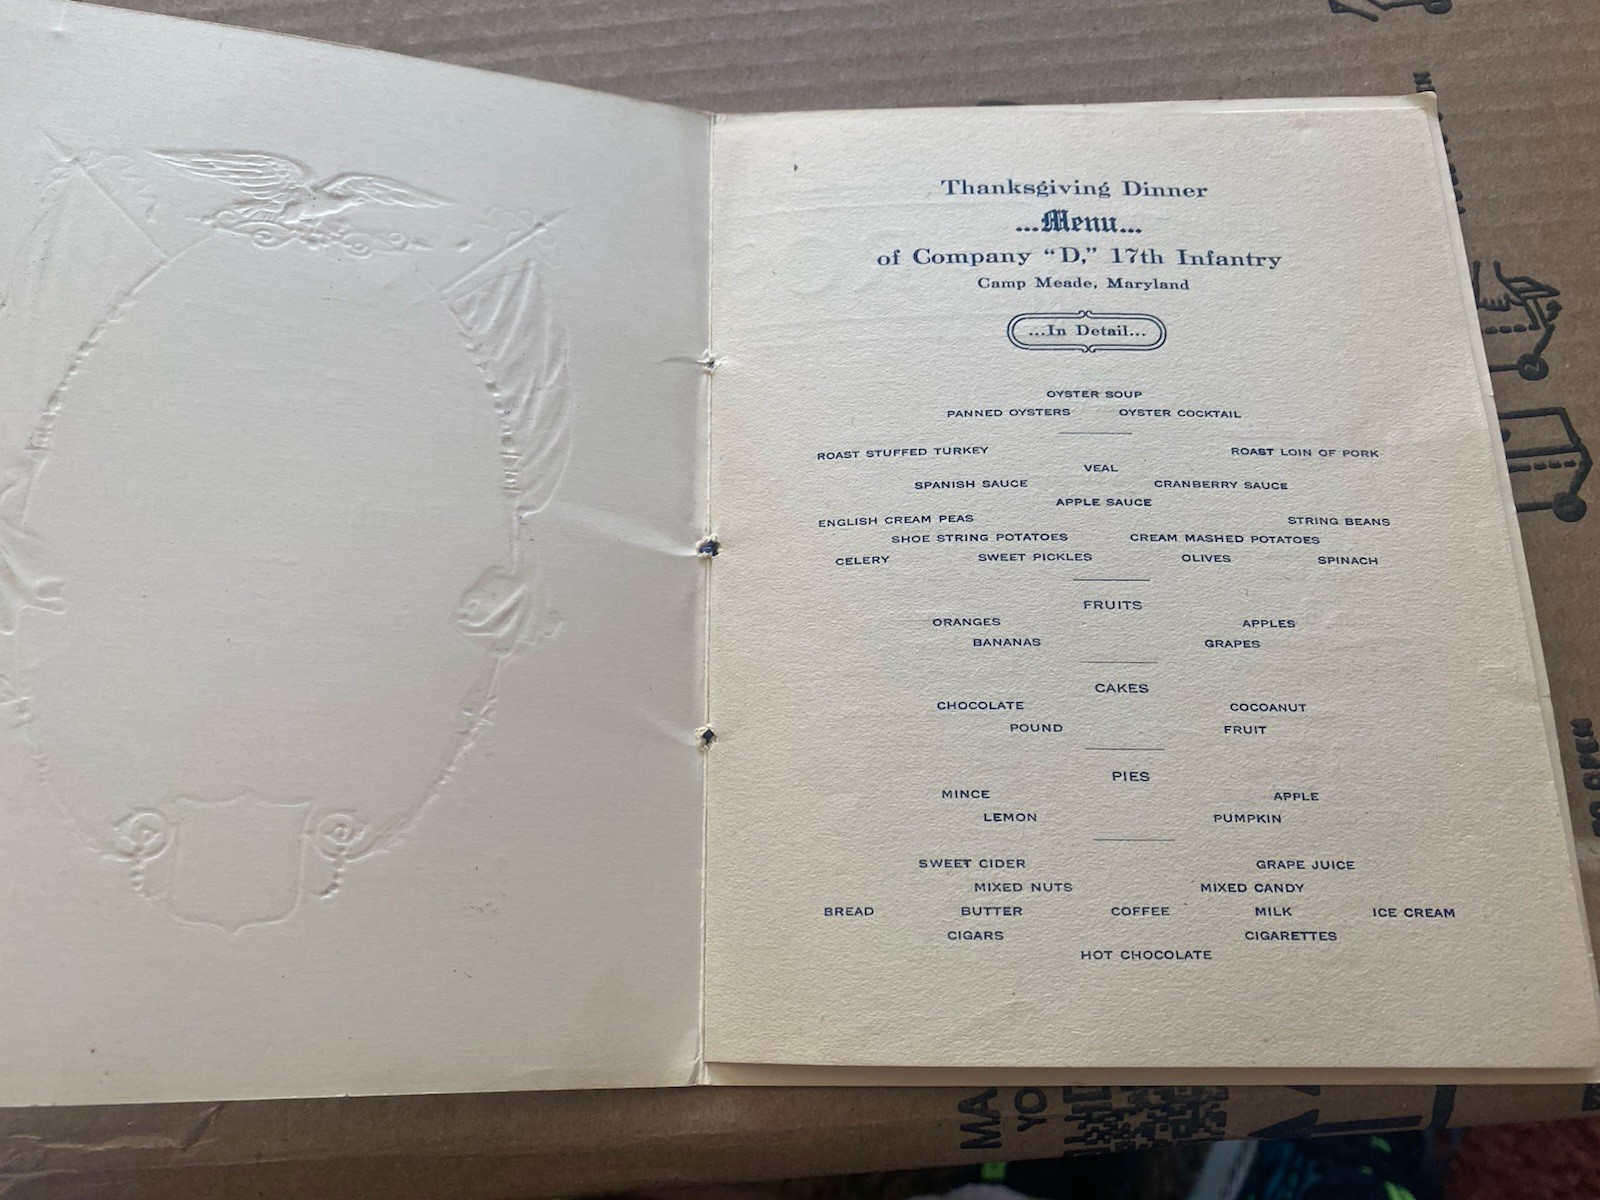 Thanksgiving Dinner
...Menu...
of Company "D," 17th Infantry
Camp Meade, Maryland
...In Detail...
OYSTER SOUP
PANNED OYSTERS OYSTER COCKTAIL
ROAST STUFFED TURKEY ROAST LOIN OF PORK
VEAL
SPANISH SAUCE CRANBERRY SAUCE
APPLE SAUCE
ENGLISH CREAM PEAS STRING BEANS
SHOE STRING POTATOES CREAM MASHED POTATOES
CELERY SWEET PICKLES OLIVES SPINACH
FRUITS
ORANGES APPLES
BANANAS GRAPES
CAKES
CHOCOLATE COCOANUT
POUND FRUIT
PIES
MINCE APPLE
LEMON PUMPKIN
SWEET CIDER GRAPE JUICE
MIXED NUTS MIXED CANDY
BREAD BUTTER COFFEE MILK ICE CREAM
CIGARS CIGARETTES
HOT CHOCOLATE
TO OPEN
MA
YO